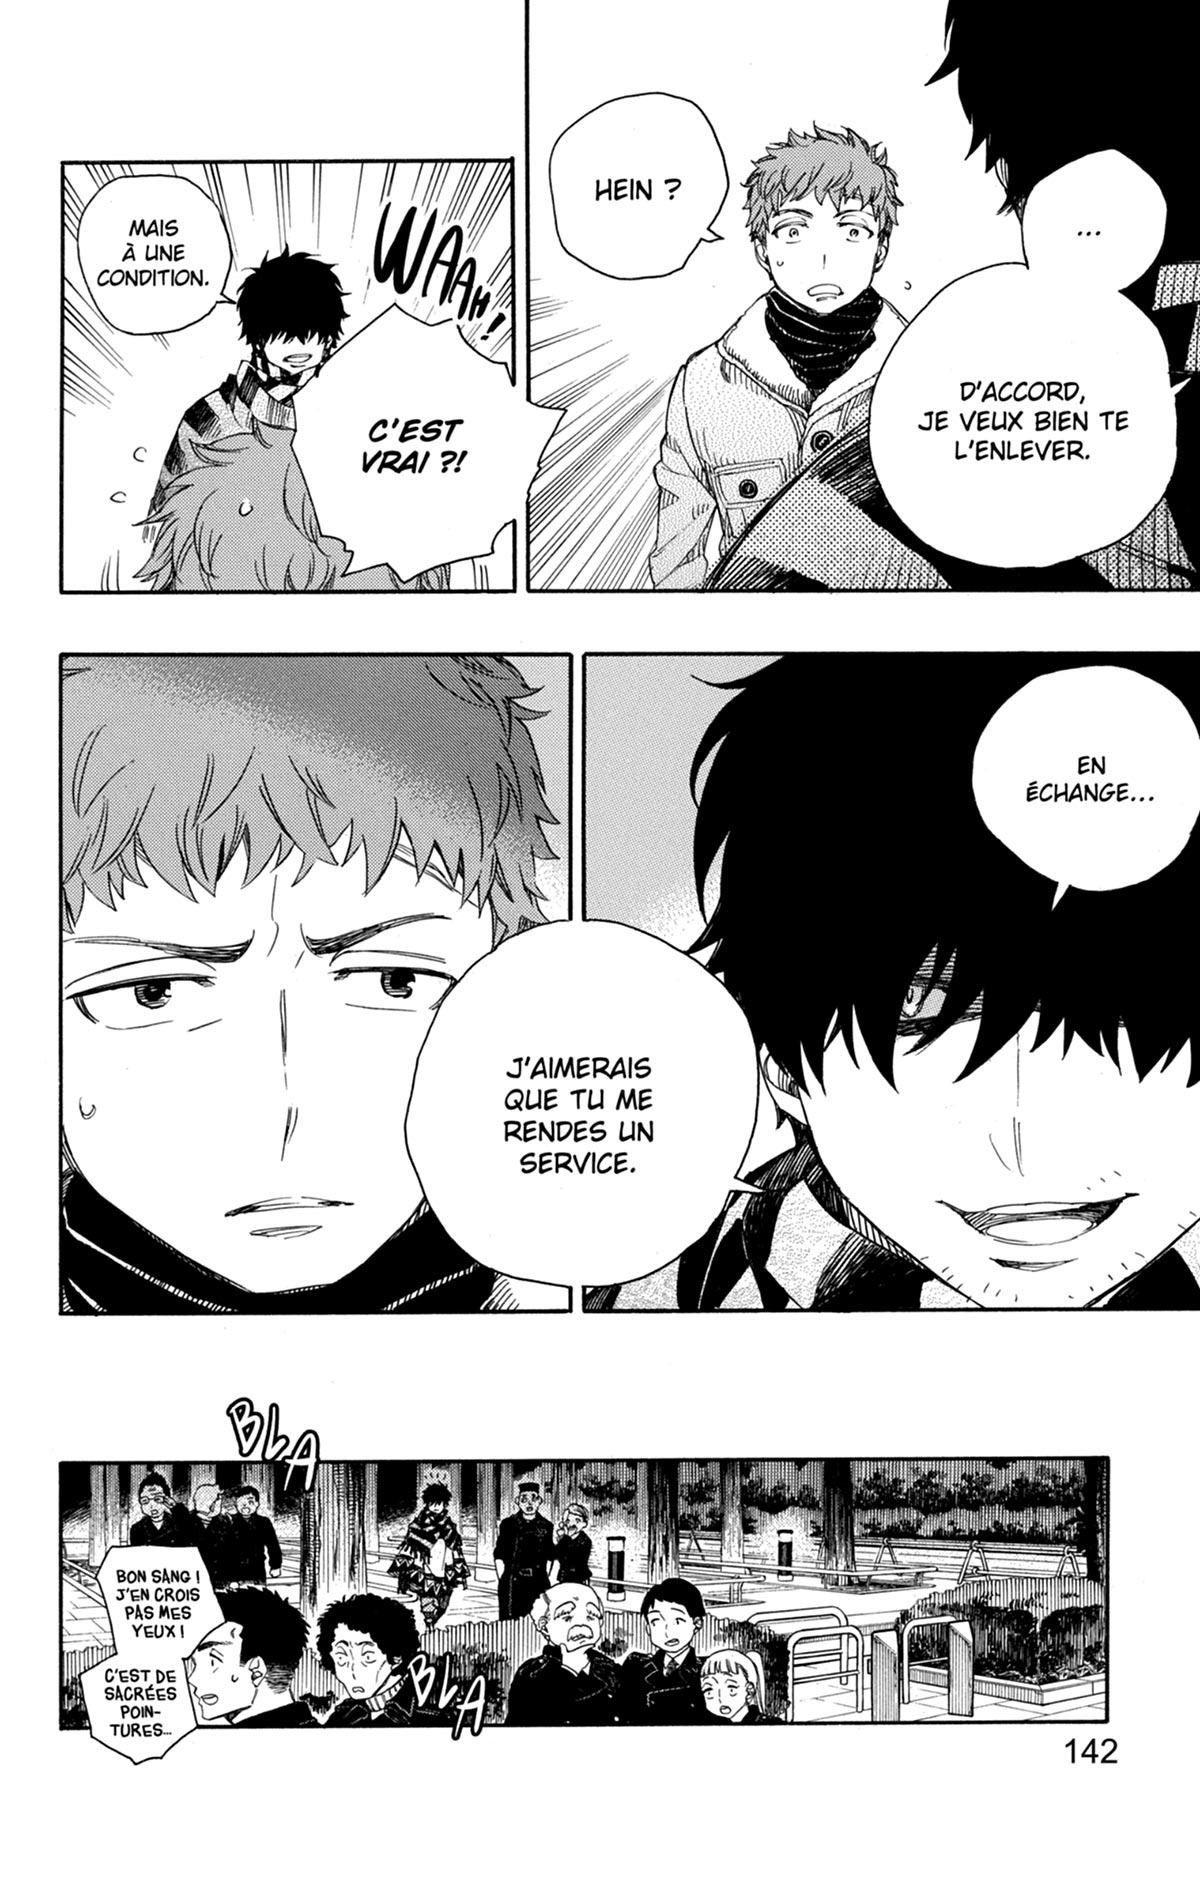 ...
D'ACCORD,
JE VEUX BIEN TE
L'ENLEVER.
HEIN ?
WAAAH !
C'EST
VRAI ?!
MAIS
À UNE
CONDITION.
EN
ÉCHANGE...
J'AIMERAIS
QUE TU ME
RENDES UN
SERVICE.
BLA
BLA
BON SANG !
J'EN CROIS
PAS MES
YEUX !
C'EST DE
SACRÉES
POIN-
TURES...
142